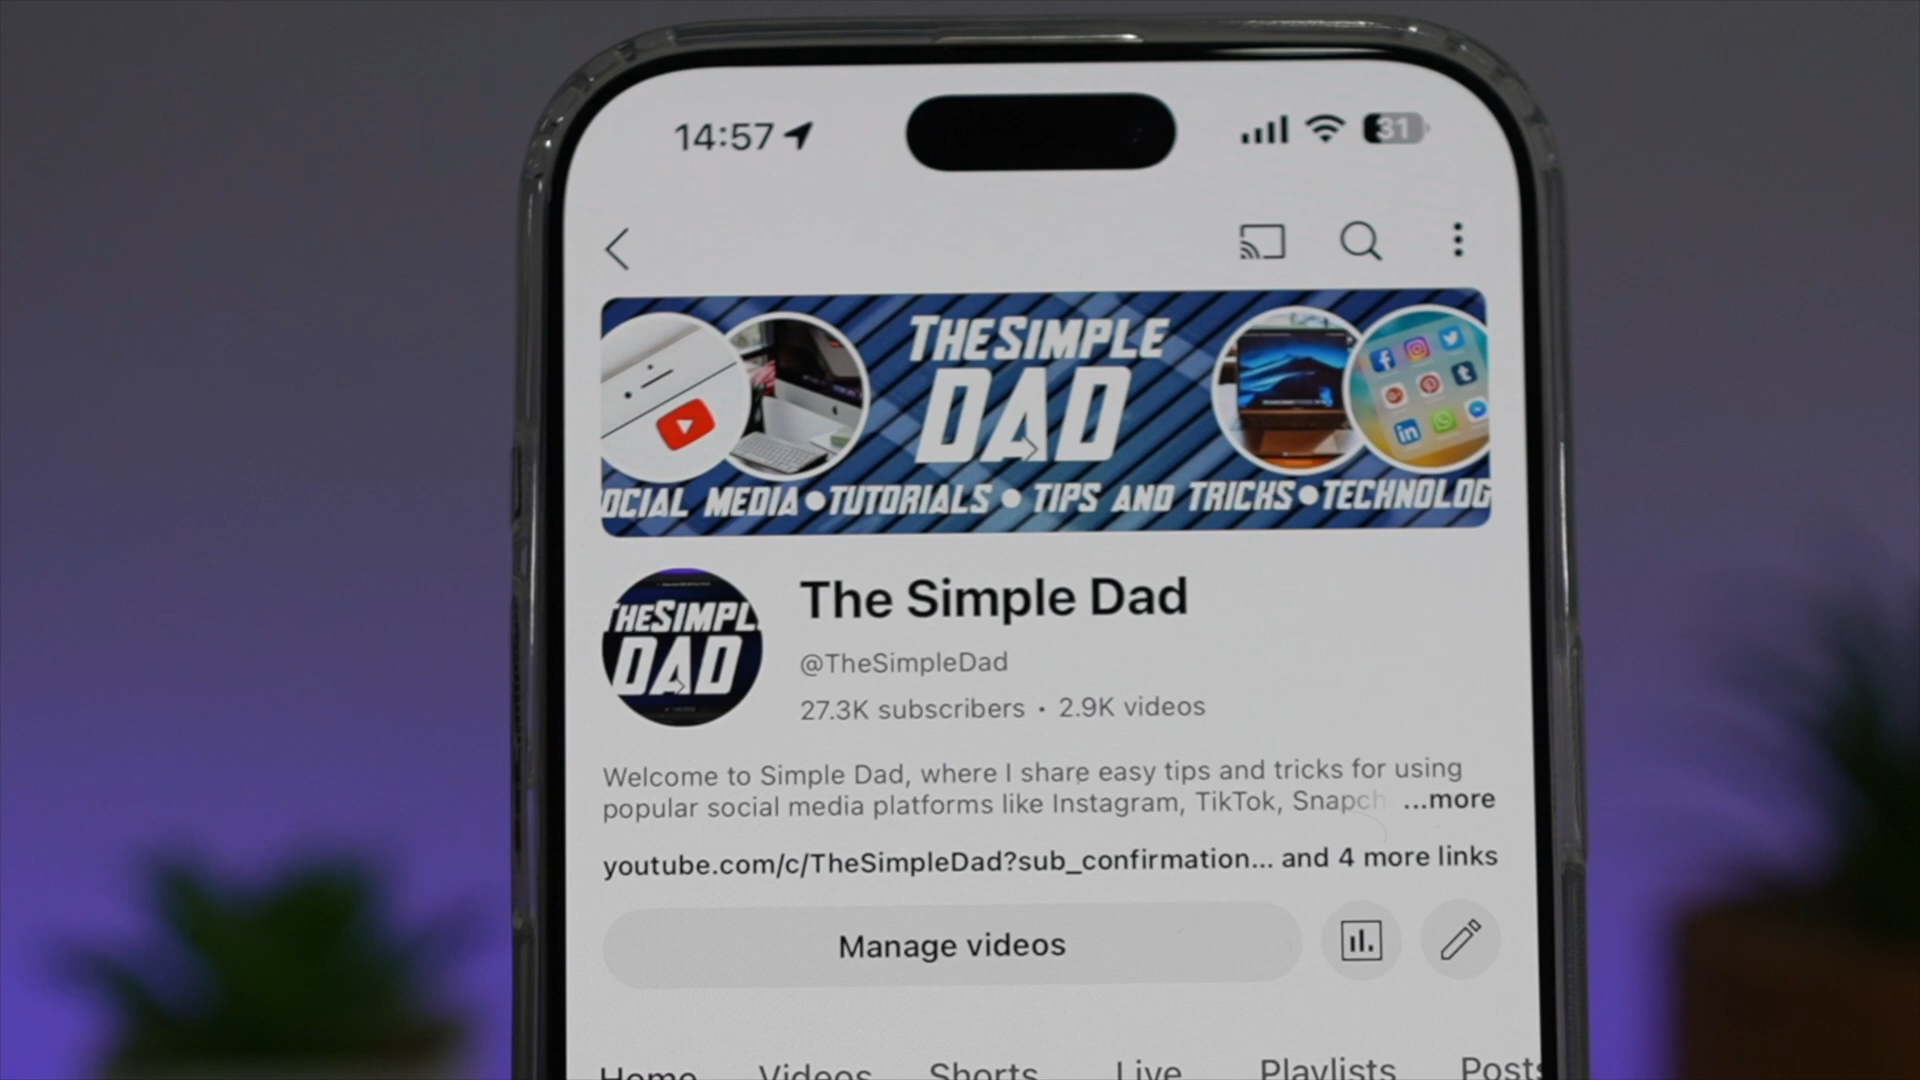 14:57
31
THESIMPLE
DAD
OCIAL MEDIA●TUTORIALS ● TIPS AND TRICKS●TECHNOLOG
THESIMPL
DAD
The Simple Dad
@TheSimpleDad
27.3K subscribers · 2.9K videos
Welcome to Simple Dad, where I share easy tips and tricks for using
popular social media platforms like Instagram, TikTok, Snapch ...more
youtube.com/c/TheSimpleDad?sub_confirmation... and 4 more links
Manage videos
Home Videos Shorts Live Playlists Posts